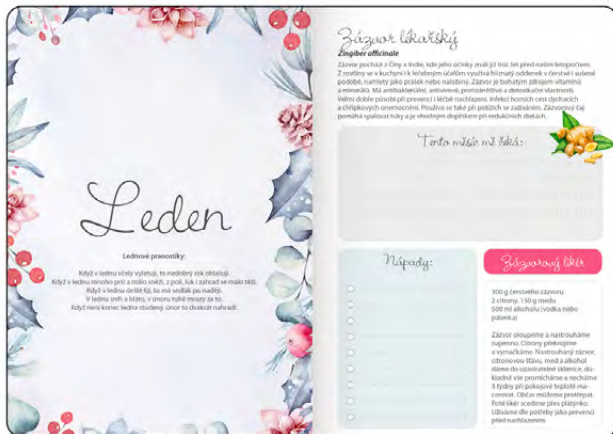 Leden
Lednové pranostiky:
Když v lednu včely vyletují, to nedobrý rok ohlašují.
Když v lednu mnoho prší a málo sněží, z polí, luk i zahrad se málo těží.
Když v lednu deště lijí, to má sedlák po naději.
V lednu sníh a bláto, v únoru tuhé mrazy za to.
Když není konec ledna studený, únor to dvakrát nahradí.
Zázvor lékařský
Zingiber officinale
Zázvor pochází z Číny a Indie, kde jeho účinky znali již tisíc let před naším letopočtem.
Z rostliny se v kuchyni i k léčebným účelům využívá hlíznatý oddenek v čerstvé i sušené
podobě, namletý jako prášek nebo naložený. Zázvor je bohatým zdrojem vitamínů
a minerálů. Má antibakteriální, antivirové, protizánětlivé a detoxikační vlastnosti.
Velmi dobře působí při prevenci i léčbě nachlazení, infekcí horních cest dýchacích
a chřipkových onemocnění. Používá se také při potížích se zažíváním. Zázvorový čaj
pomáhá spalovat tuky a je vhodným doplňkem při redukčních dietách.
Tento měsíc mě čeká:
Nápady:
Zázvorový likér
300 g čerstvého zázvoru
2 citrony, 150 g medu
500 ml alkoholu (vodka nebo
pálenka)
Zázvor oloupeme a nastrouháme
najemno. Citrony překrojíme
a vymačkáme. Nastrouhaný zázvor,
citronovou šťávu, med a alkohol
dáme do uzavíratelné sklenice, dů-
kladně vše promícháme a necháme
3 týdny při pokojové teplotě ma-
cerovat. Občas můžeme protřepat.
Poté likér scedíme přes plátýnko.
Užíváme dle potřeby jako prevenci
před nachlazením.